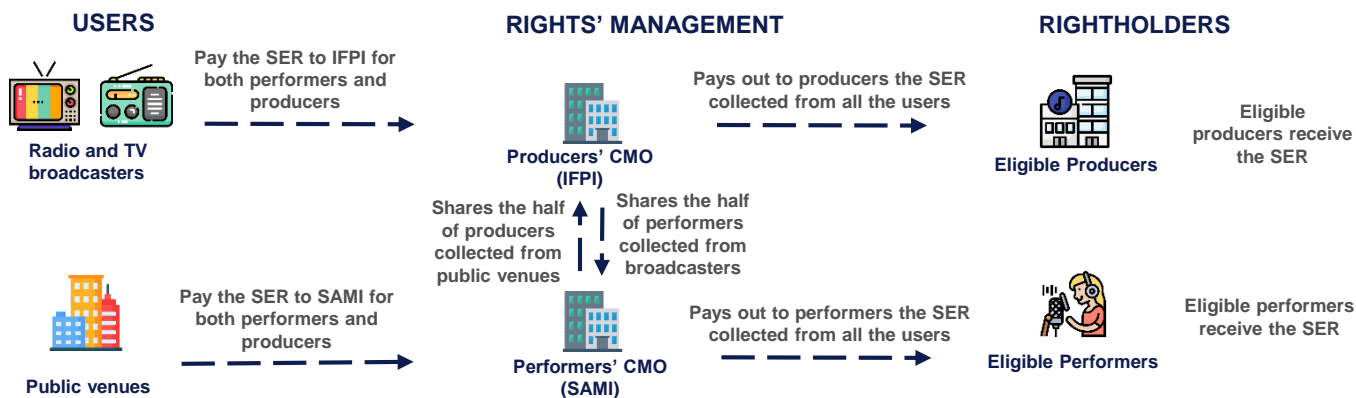 USERS
RIGHTS' MANAGEMENT
RIGHTHOLDERS
Pay the SER to IFPI for
both performers and
producers
Pays out to producers the SER
collected from all the users
Eligible
producers receive
the SER
Radio and TV
broadcasters
Producers' CMO
(IFPI)
Eligible Producers
Shares the half
of producers
collected from
public venues
Shares the half
of performers
collected from
broadcasters
Pay the SER to SAMI for
both performers and
producers
Pays out to performers the SER
collected from all the users
Eligible performers
receive the SER
Public venues
Performers' CMO
(SAMI)
Eligible Performers